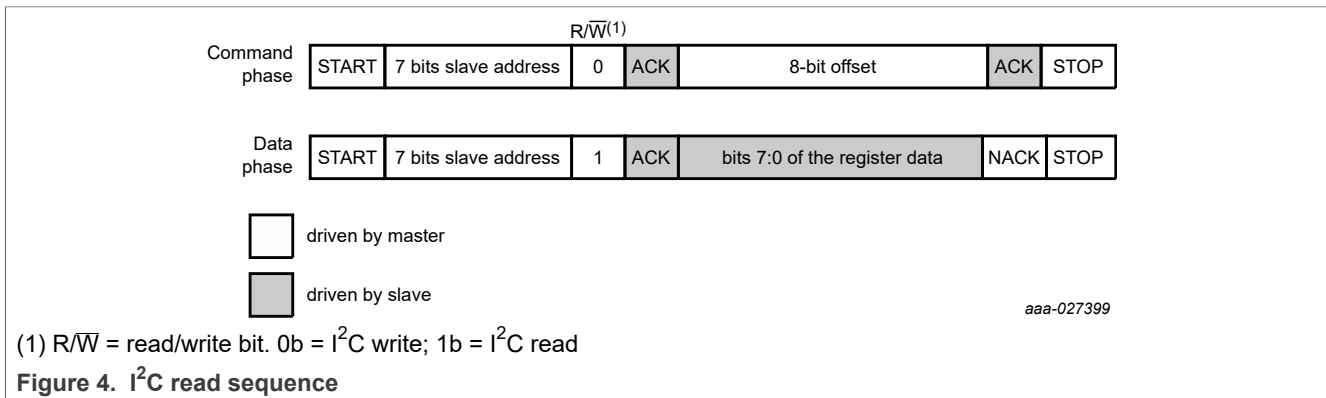 R/W̅(1)
Command
phase
START 7 bits slave address 0 ACK 8-bit offset ACK STOP
Data
phase
START 7 bits slave address 1 ACK bits 7:0 of the register data NACK STOP
driven by master
driven by slave
aaa-027399
(1) R/W̅ = read/write bit. 0b = I²C write; 1b = I²C read
Figure 4. I²C read sequence